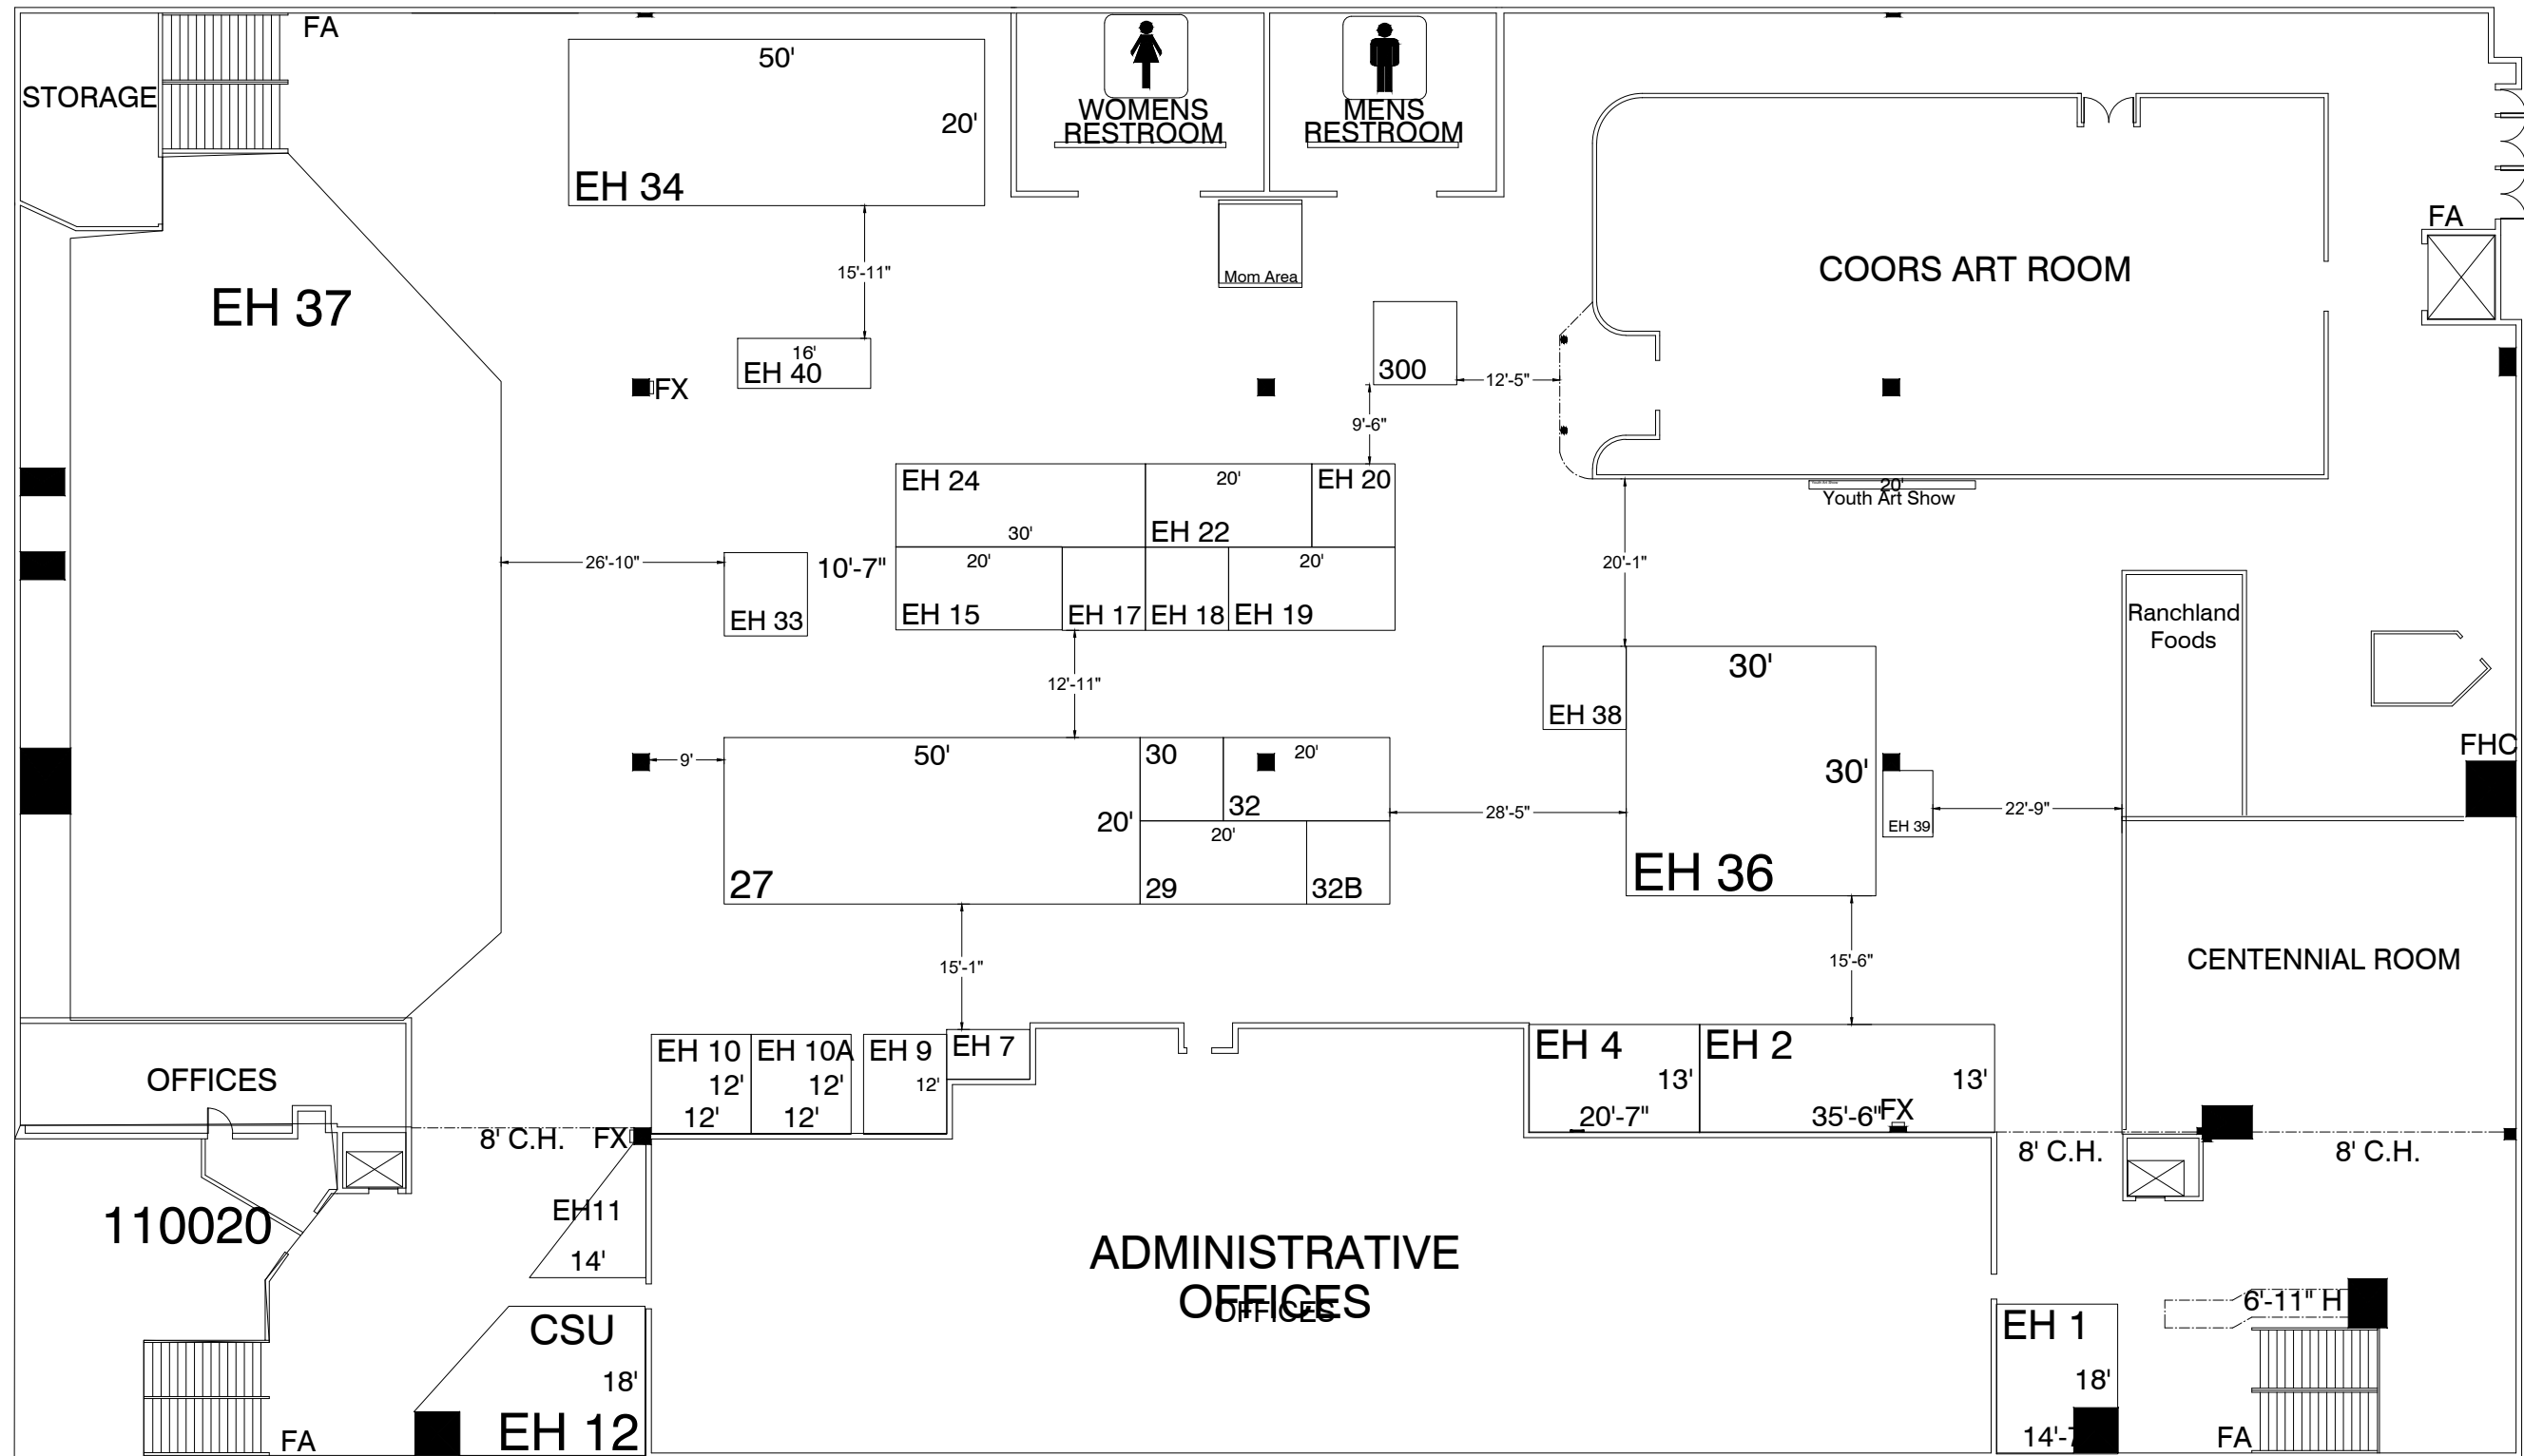 FA
STORAGE
50'
20'
EH 34
WOMENS
RESTROOM
MENS
RESTROOM
Mom Area
COORS ART ROOM
FA
EH 37
15'-11"
16'
EH 40
FX
300
12'-5"
9'-6"
EH 24
30'
20'
EH 22
EH 20
20'
Youth Art Show
26'-10"
EH 33
10'-7"
20'
EH 15
EH 17
EH 18
20'
EH 19
20'-1"
12'-11"
Ranchland
Foods
EH 38
30'
30'
EH 36
EH 39
22'-9"
FHC
9'
50'
20'
27
30
20'
32
20'
29
32B
28'-5"
15'-1"
15'-6"
CENTENNIAL ROOM
OFFICES
EH 10
12'
12'
EH 10A
12'
12'
EH 9
12'
EH 7
EH 4
13'
20'-7"
EH 2
13'
35'-6"
FX
8' C.H.
FX
8' C.H.
8' C.H.
110020
EH11
14'
ADMINISTRATIVE
OFFICES
OFFICES
CSU
18'
EH 12
FA
EH 1
18'
14'-7
6'-11" H
FA